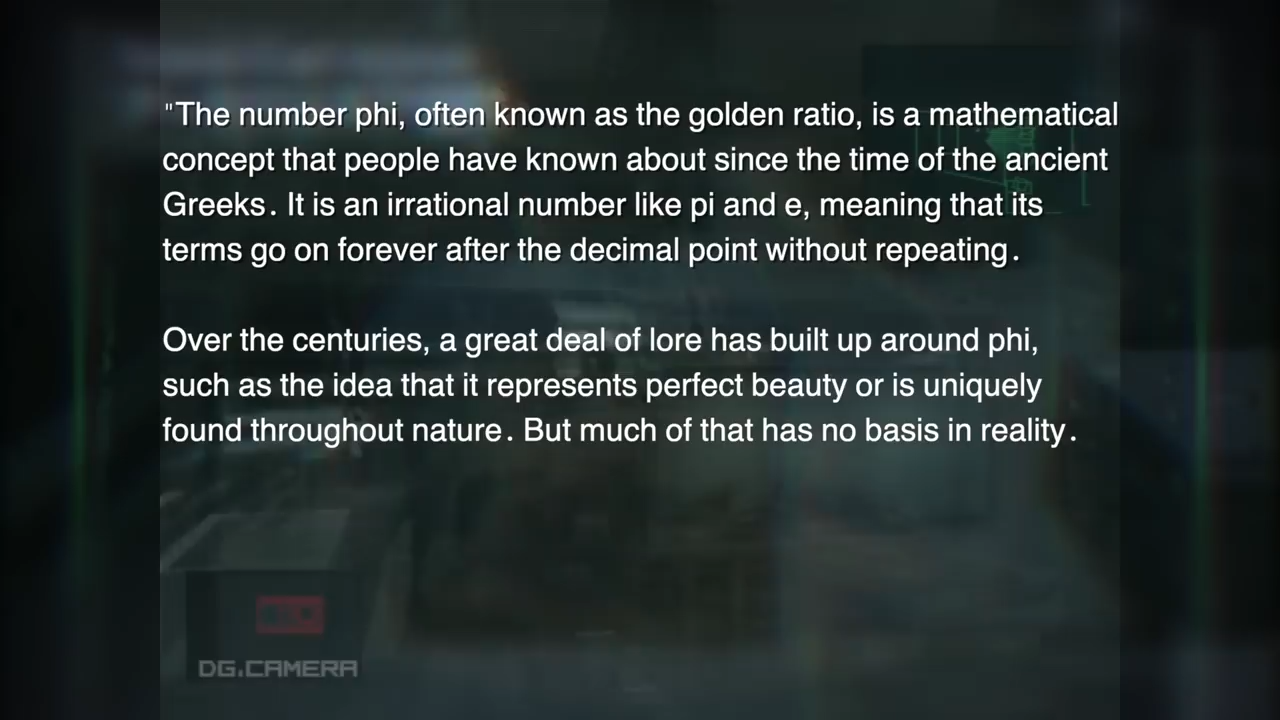 "The number phi, often known as the golden ratio, is a mathematical
concept that people have known about since the time of the ancient
Greeks. It is an irrational number like pi and e, meaning that its
terms go on forever after the decimal point without repeating.
Over the centuries, a great deal of lore has built up around phi,
such as the idea that it represents perfect beauty or is uniquely
found throughout nature. But much of that has no basis in reality.
DG.CAMERA